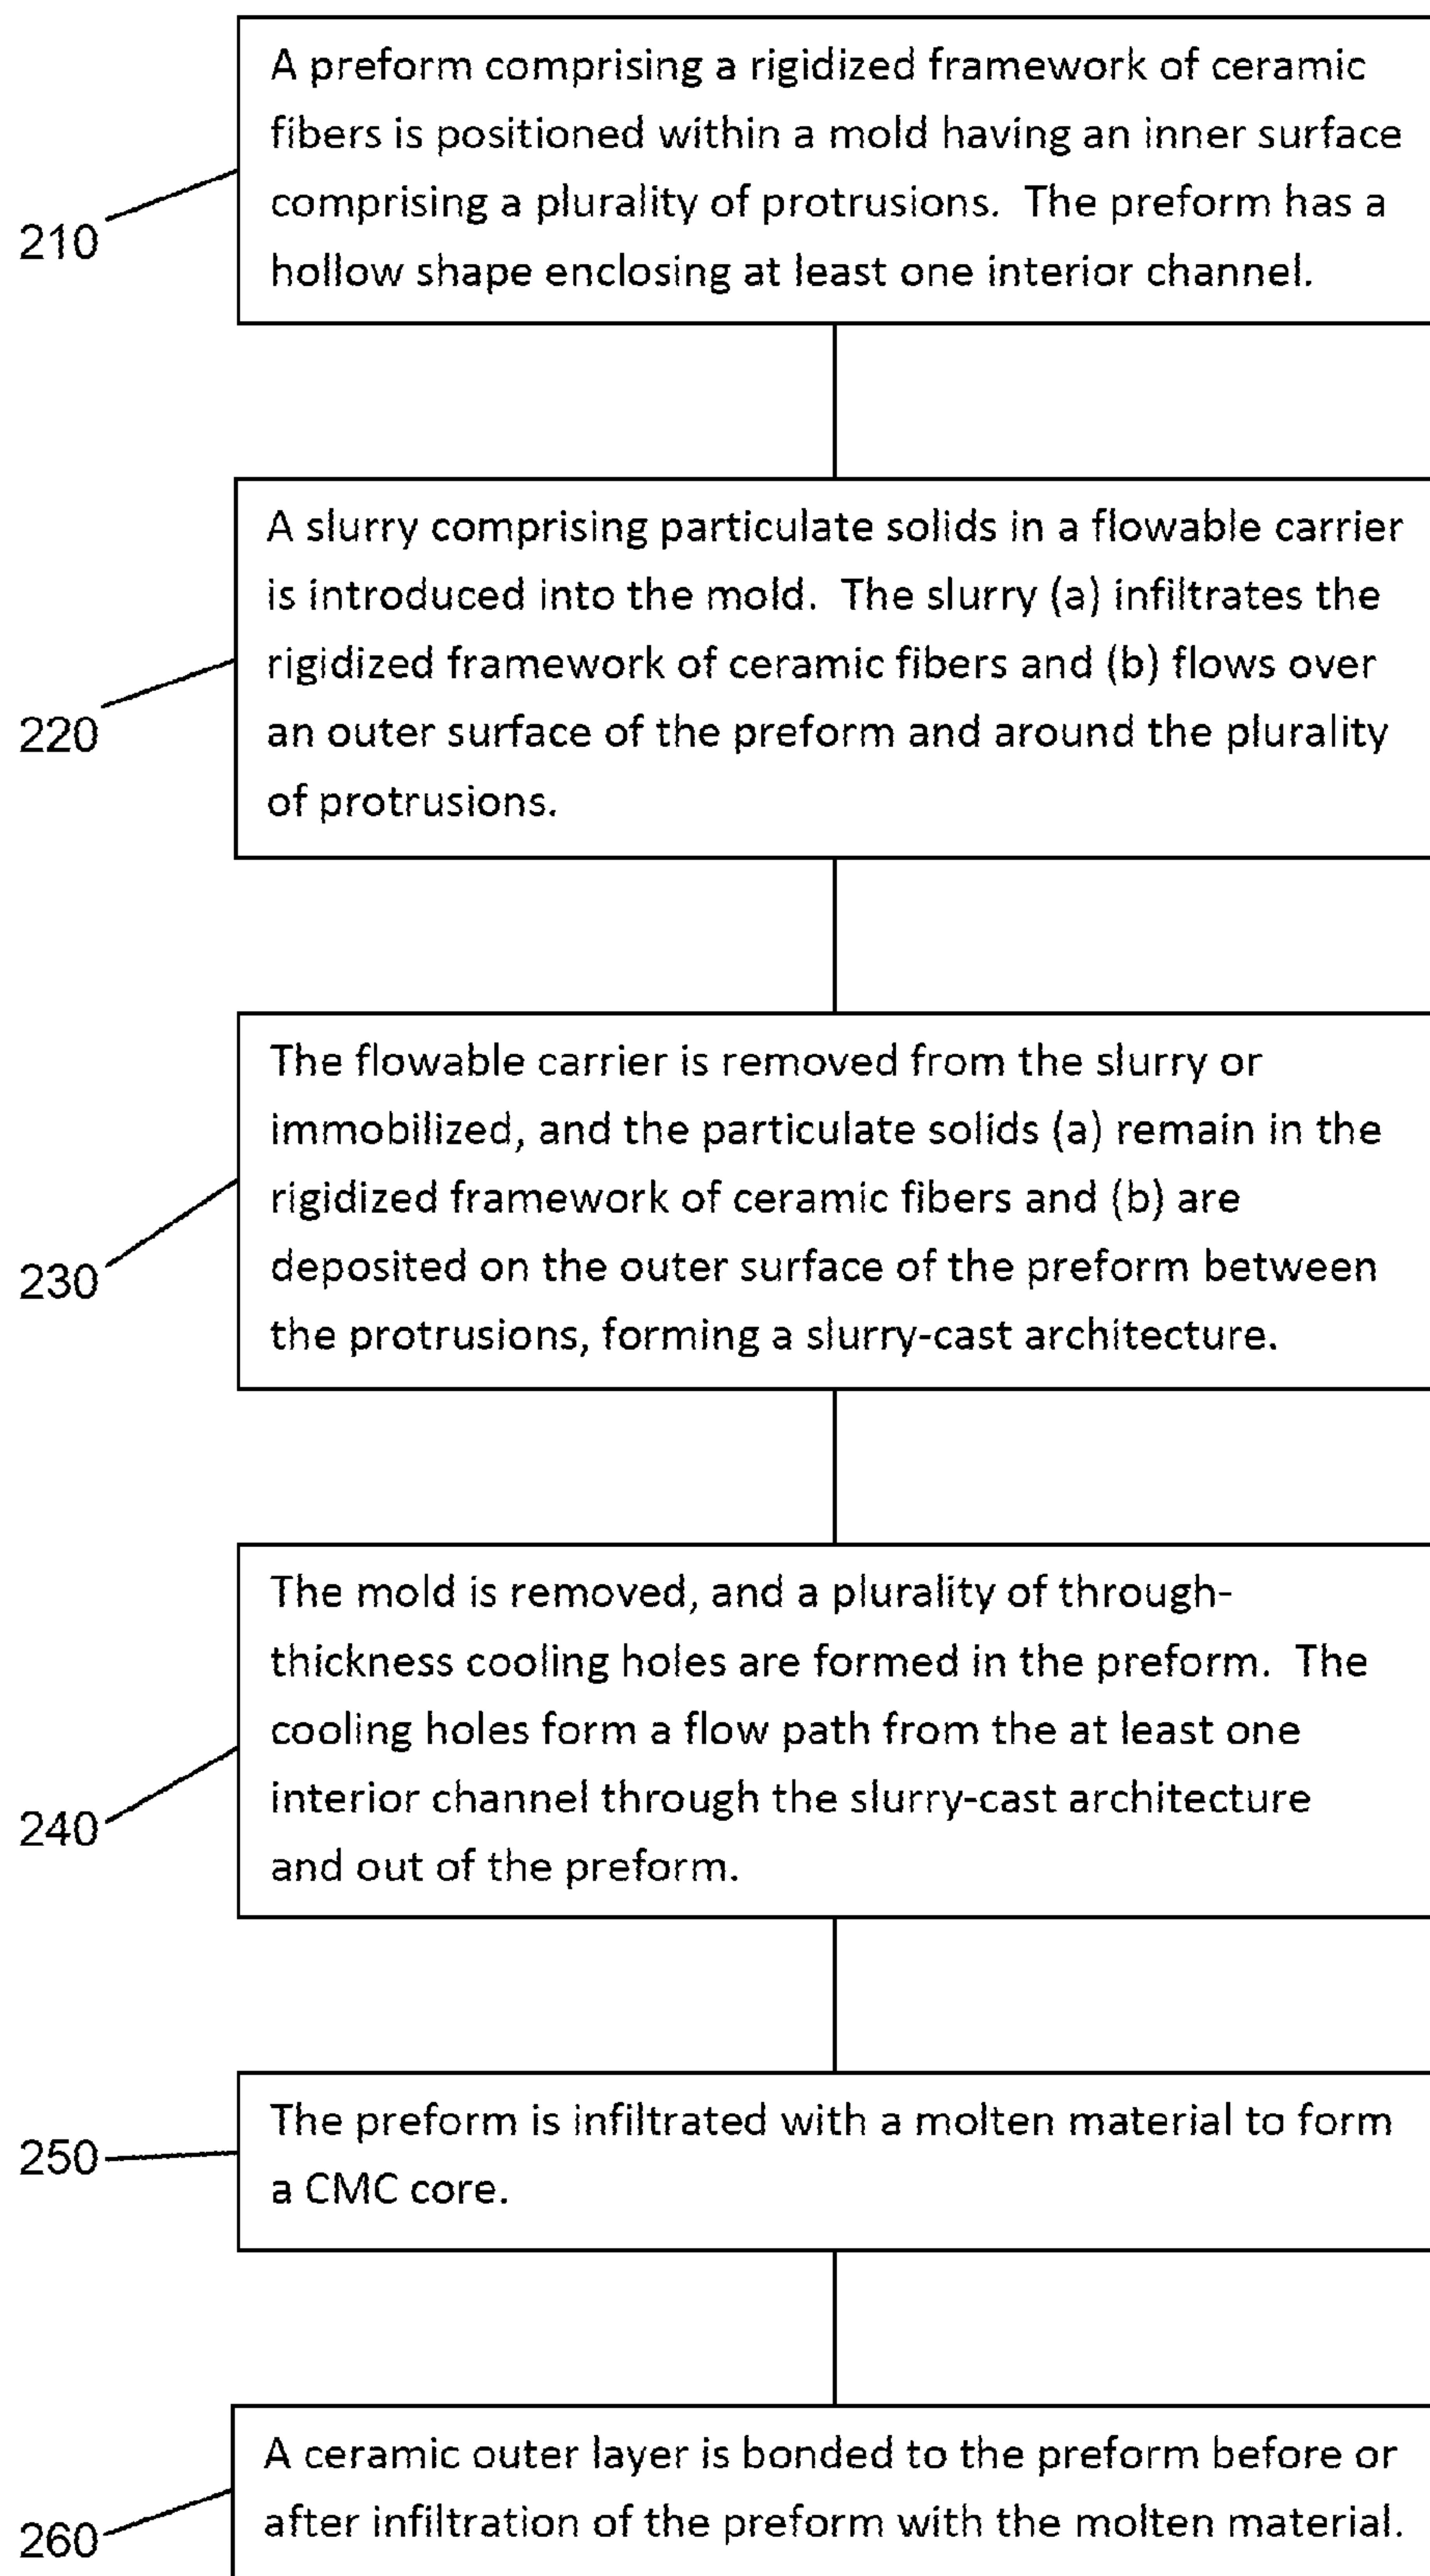 A preform comprising a rigidized framework of ceramic
fibers is positioned within a mold having an inner surface
comprising a plurality of protrusions.  The preform has a
hollow shape enclosing at least one interior channel.
210
A slurry comprising particulate solids in a flowable carrier
is introduced into the mold.  The slurry (a) infiltrates the
rigidized framework of ceramic fibers and (b) flows over
an outer surface of the preform and around the plurality
of protrusions.
220
The flowable carrier is removed from the slurry or
immobilized, and the particulate solids (a) remain in the
rigidized framework of ceramic fibers and (b) are
deposited on the outer surface of the preform between
the protrusions, forming a slurry-cast architecture.
230
The mold is removed, and a plurality of through-
thickness cooling holes are formed in the preform.  The
cooling holes form a flow path from the at least one
interior channel through the slurry-cast architecture
and out of the preform.
240
The preform is infiltrated with a molten material to form
a CMC core.
250
A ceramic outer layer is bonded to the preform before or
after infiltration of the preform with the molten material.
260